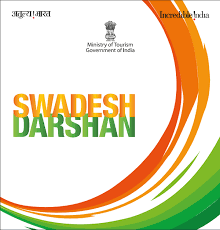 अतुल्य भारत
Incredible India
Ministry of Tourism
Government of India
SWADESH
DARSHAN